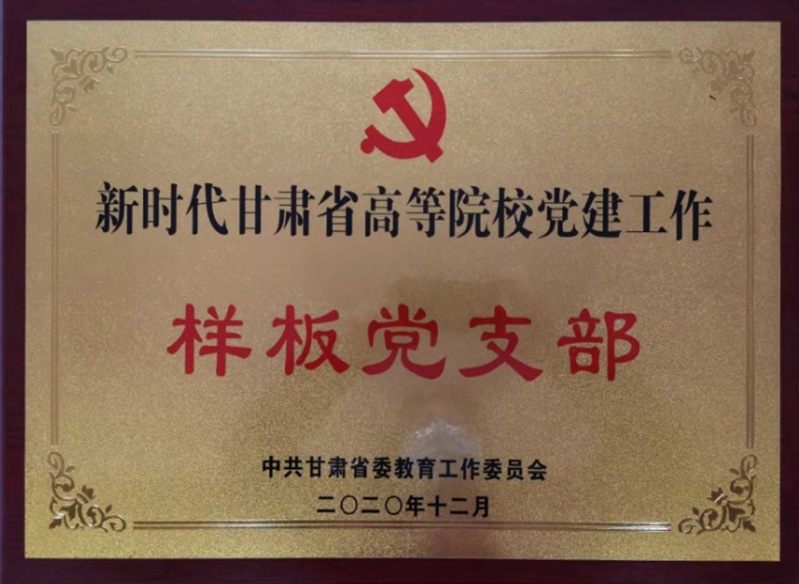 新时代甘肃省高等院校党建工作
样板党支部
中共甘肃省委教育工作委员会
二〇二〇年十二月